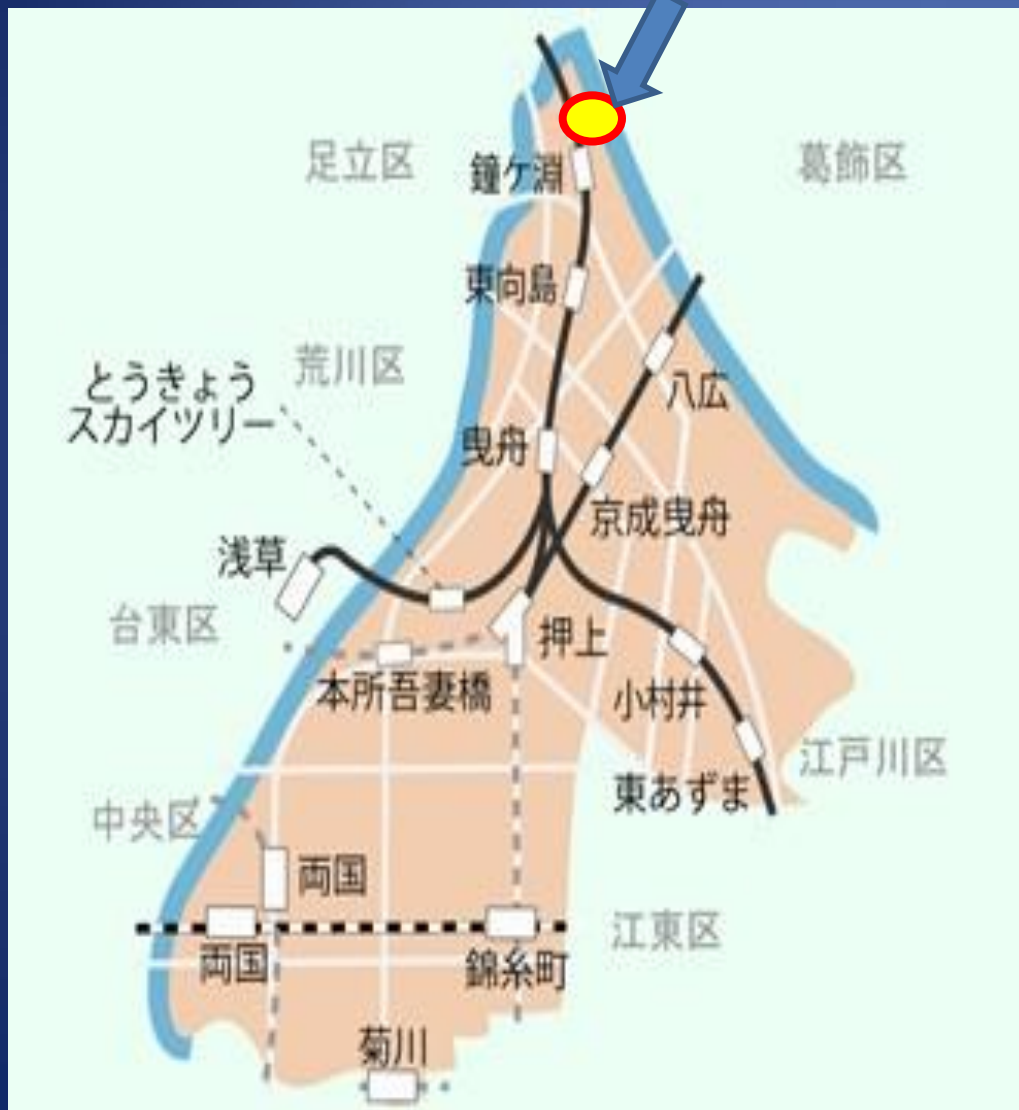 足立区
葛飾区
鐘ケ淵
東向島
荒川区
とうきょう
スカイツリー
八広
曳舟
京成曳舟
浅草
台東区
押上
本所吾妻橋
小村井
江戸川区
東あずま
中央区
両国
江東区
両国
錦糸町
菊川